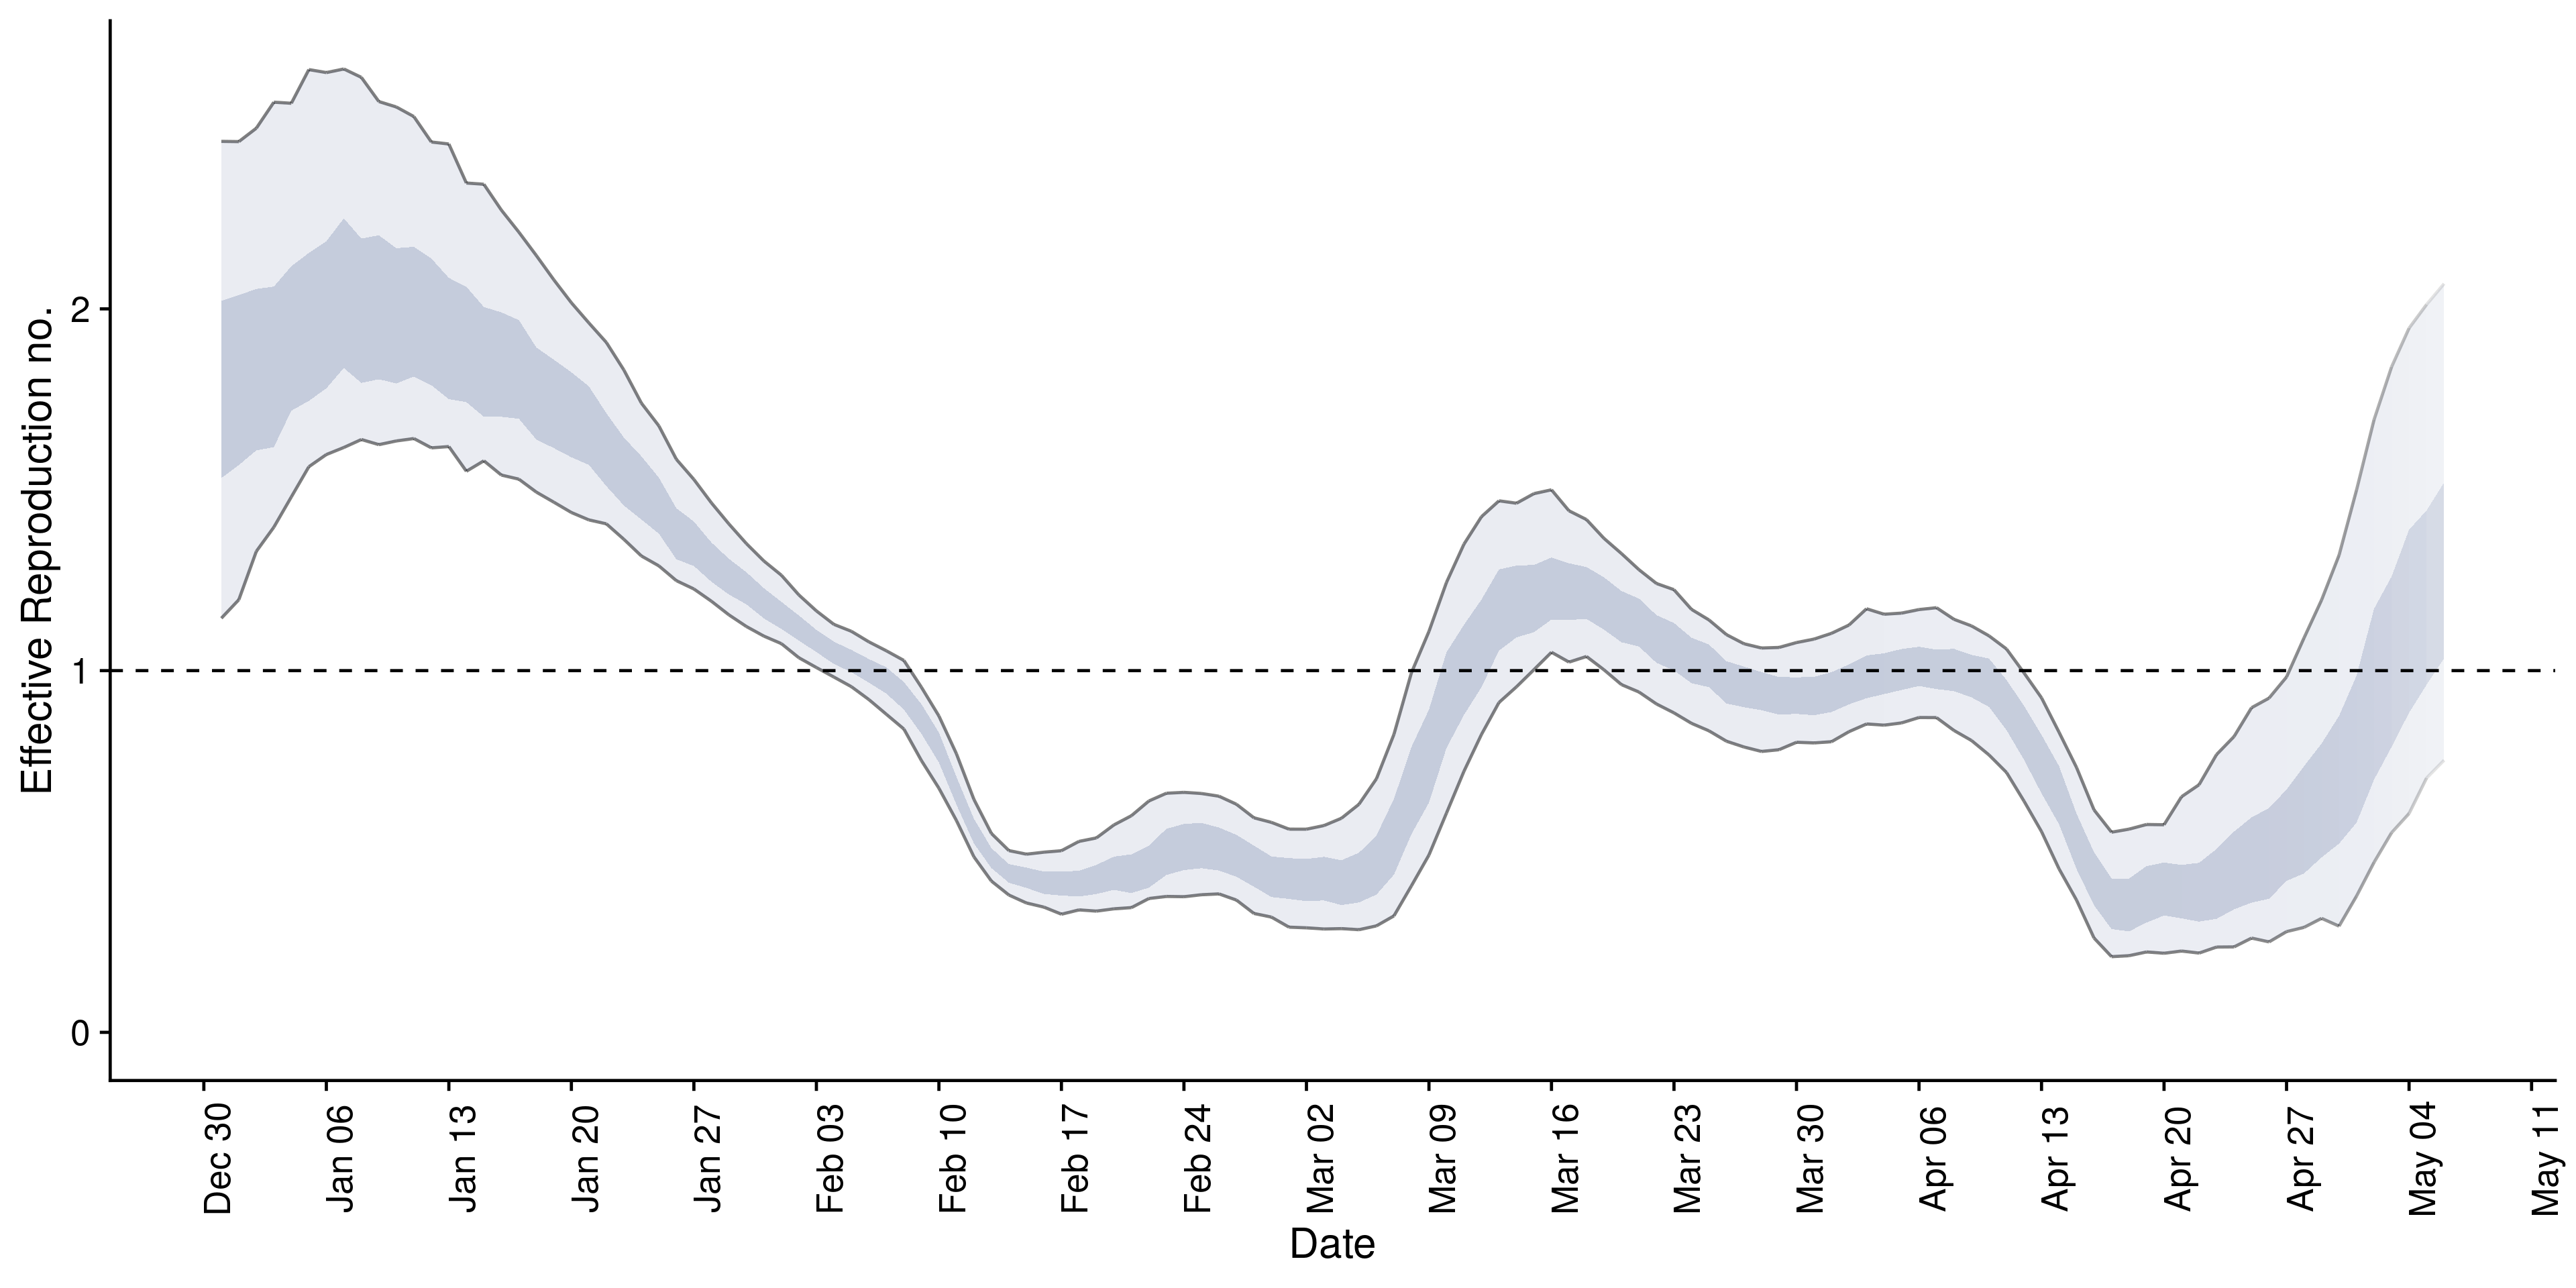 Effective Reproduction no.
2
1
0
Dec 30
Jan 06
Jan 13
Jan 20
Jan 27
Feb 03
Feb 10
Feb 17
Feb 24
Mar 02
Mar 09
Mar 16
Mar 23
Mar 30
Apr 06
Apr 13
Apr 20
Apr 27
May 04
May 11
Date